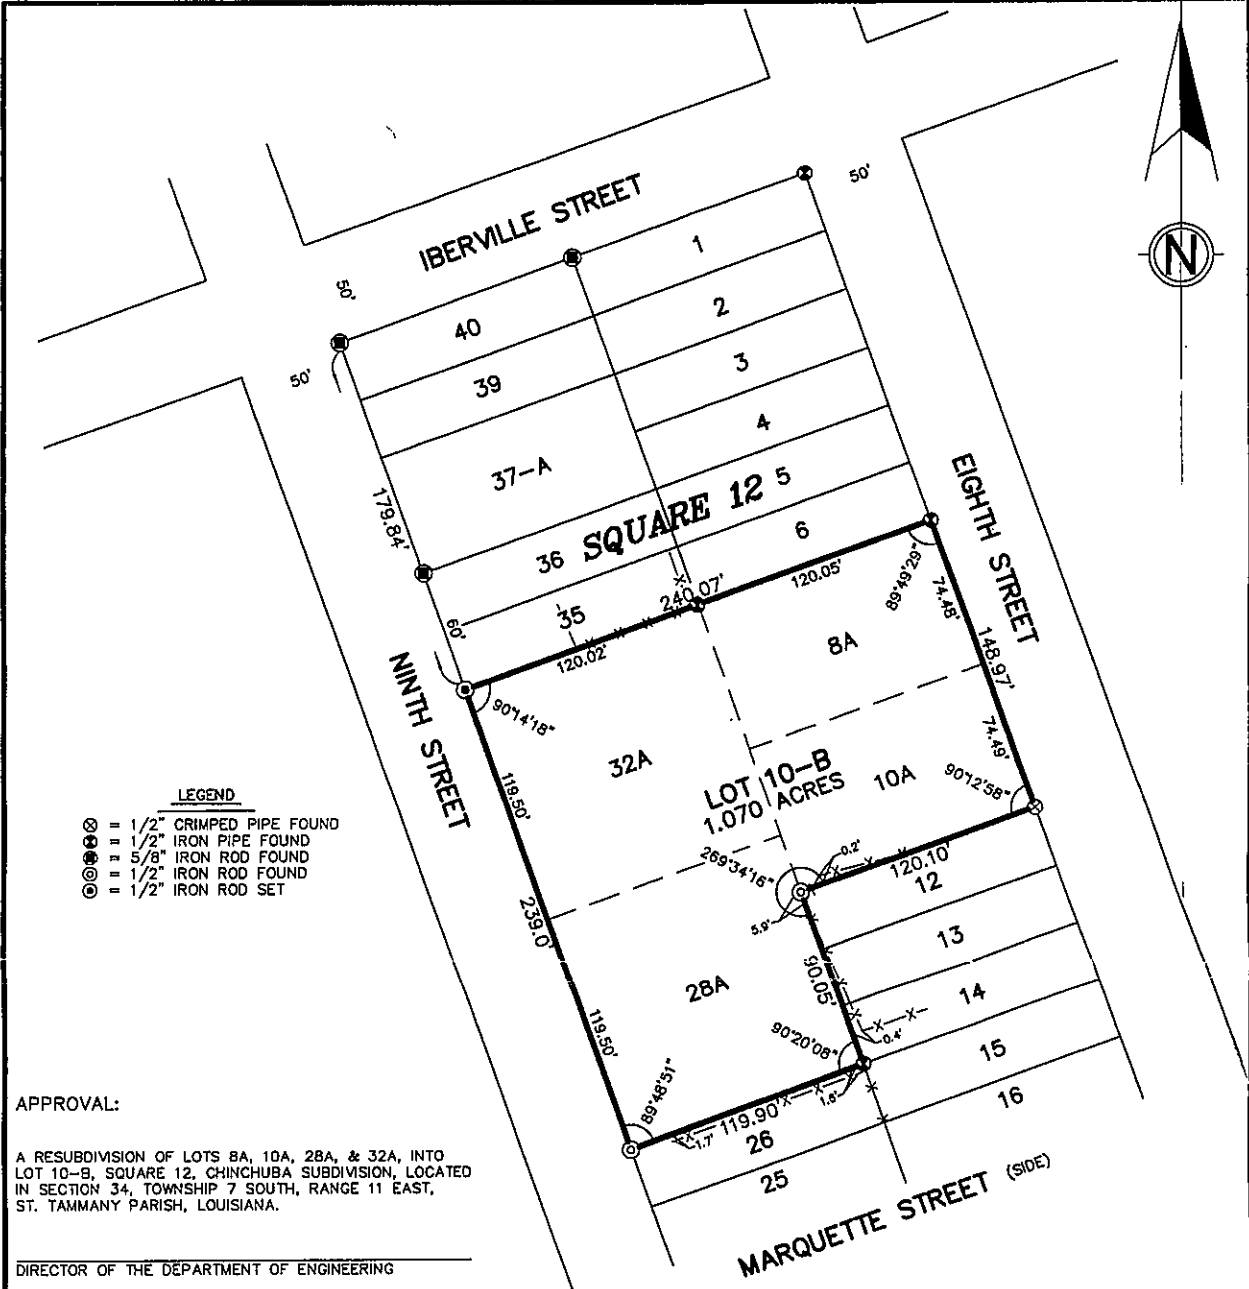 N
IBERVILLE STREET
50'
50'
50'
1
40
2
39
3
37-A
4
179.84'
SQUARE 12
5
36
6
EIGHTH STREET
240.07'
120.05'
89°49'29"
74.48'
35
60'
120.02'
8A
148.97'
NINTH STREET
90°14'18"
32A
74.49'
LOT 10-B
1.070 ACRES
10A
90°12'58"
119.50'
LEGEND
= 1/2" CRIMPED PIPE FOUND
= 1/2" IRON PIPE FOUND
= 5/8" IRON ROD FOUND
= 1/2" IRON ROD FOUND
= 1/2" IRON ROD SET
269°34'16"
0.2'
120.10'
12
5.9'
239.0'
13
90.05'
28A
14
119.50'
90°20'08"
0.4'
15
89°48'51"
1.6'
16
119.90'
1.7'
26
25
MARQUETTE STREET (SIDE)
APPROVAL:
A RESUBDIVISION OF LOTS 8A, 10A, 28A, & 32A, INTO
LOT 10-B, SQUARE 12, CHINCHUBA SUBDIVISION, LOCATED
IN SECTION 34, TOWNSHIP 7 SOUTH, RANGE 11 EAST,
ST. TAMMANY PARISH, LOUISIANA.
DIRECTOR OF THE DEPARTMENT OF ENGINEERING